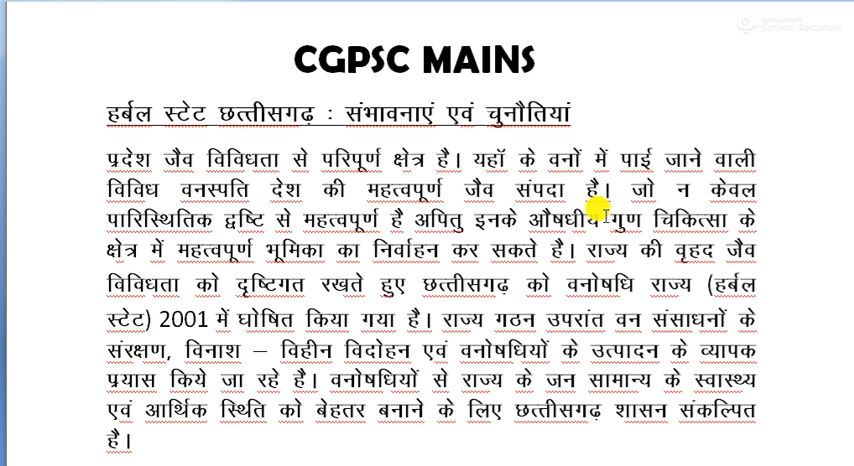 CGPSC MAINS
हर्बल स्टेट छत्तीसगढ़ : संभावनाएं एवं चुनौतियां
प्रदेश जैव विविधता से परिपूर्ण क्षेत्र है। यहॉ के वनों में पाई जाने वाली
विविध वनस्पति देश की महत्वपूर्ण जैव संपदा है। जो न केवल
पारिस्थितिक द्वष्टि से महत्वपूर्ण है अपितु इनके औषधीय गुण चिकित्सा के
क्षेत्र में महत्वपूर्ण भूमिका का निर्वाहन कर सकते है। राज्य की वृहद जैव
विविधता को दृष्टिगत रखते हुए छत्तीसगढ़ को वनोषधि राज्य (हर्बल
स्टेट) 2001 में घोषित किया गया है। राज्य गठन उपरांत वन संसाधनों के
संरक्षण, विनाश – विहीन विदोहन एवं वनोषधियों के उत्पादन के व्यापक
प्रयास किये जा रहे है। वनोषधियों से राज्य के जन सामान्य के स्वास्थ्य
एवं आर्थिक स्थिति को बेहतर बनाने के लिए छत्तीसगढ़ शासन संकल्पित
है।